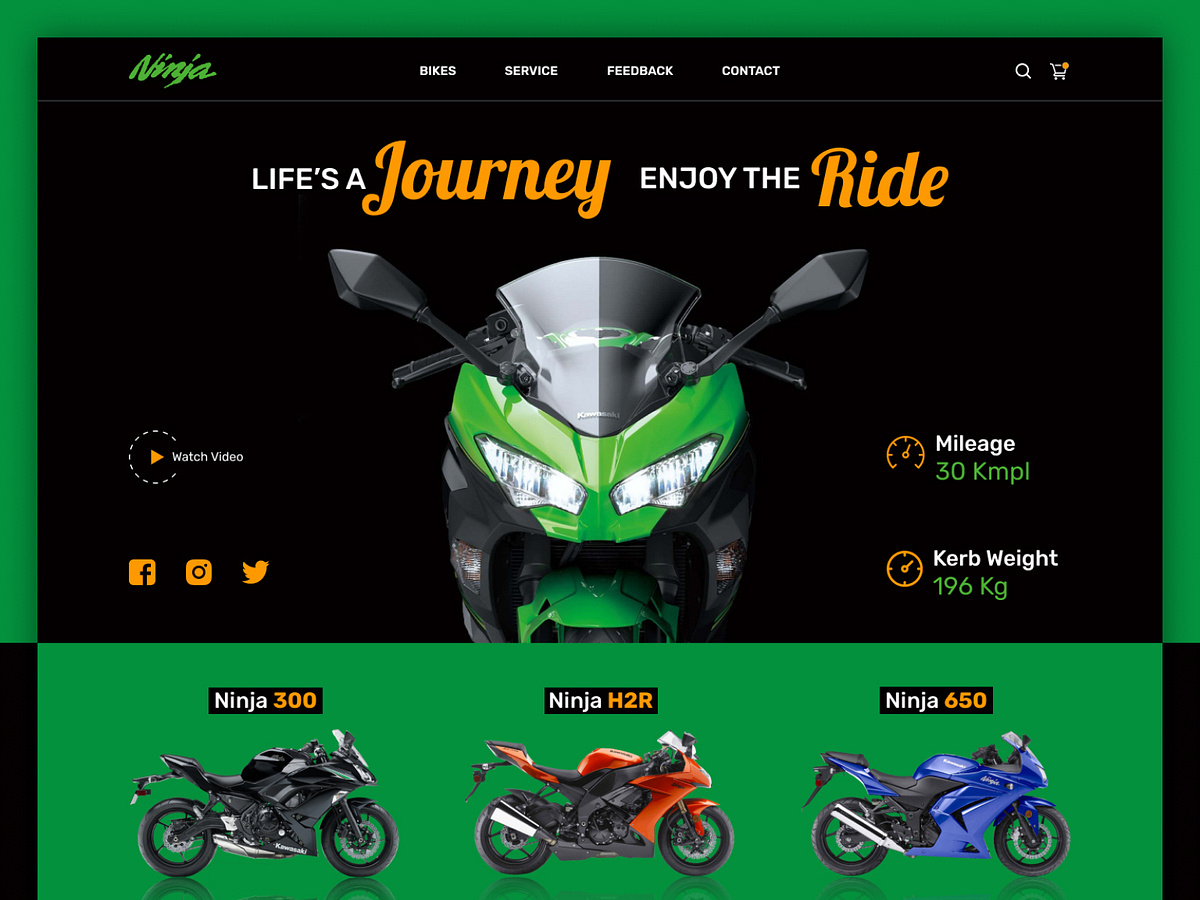 Ninja
BIKES SERVICE FEEDBACK CONTACT
LIFE'S A Journey ENJOY THE Ride
Kawasaki
Watch Video
Mileage
30 Kmpl
Kerb Weight
196 Kg
Ninja 300
Ninja H2R
Ninja 650
Kawasaki
Ninja